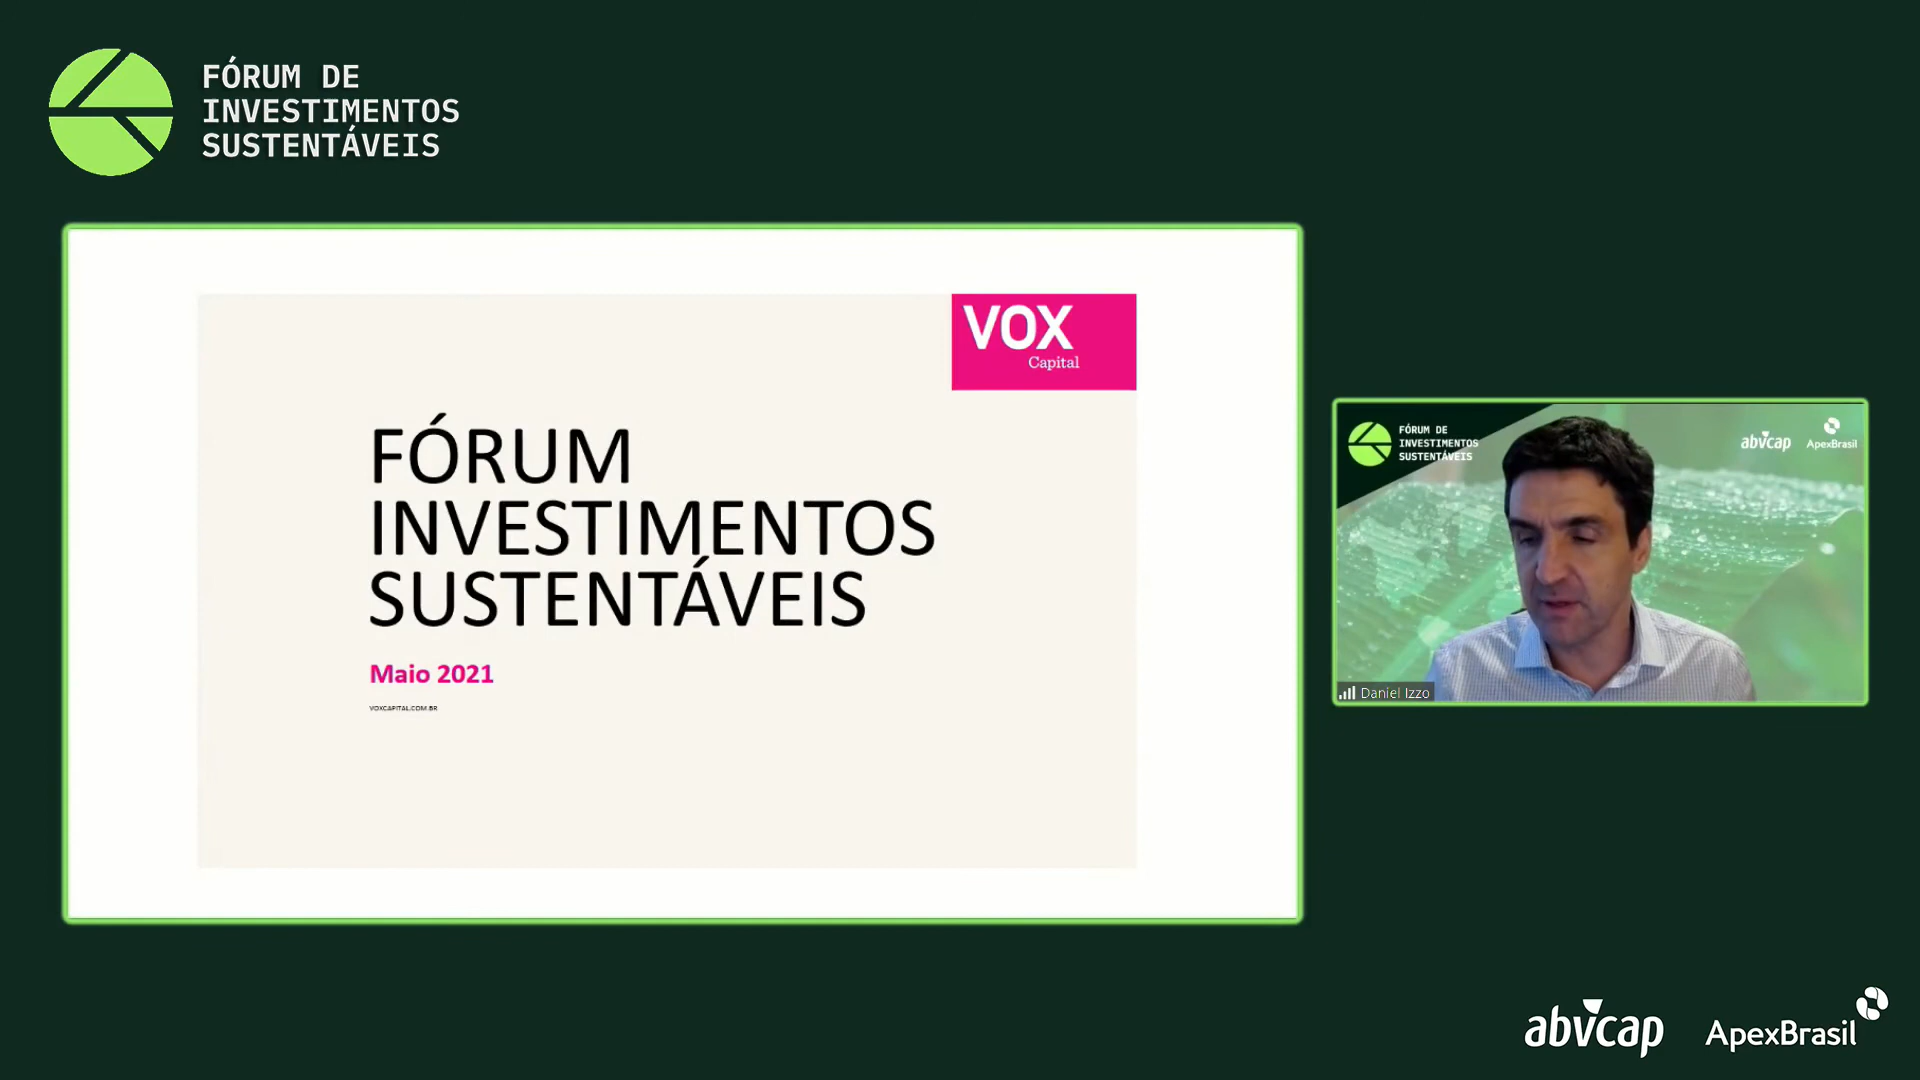 FÓRUM DE
INVESTIMENTOS
SUSTENTÁVEIS
VOX
Capital
FÓRUM
INVESTIMENTOS
SUSTENTÁVEIS
Maio 2021
VOXCAPITAL.COM.BR
FÓRUM DE
INVESTIMENTOS
SUSTENTÁVEIS
abvcap
ApexBrasil
Daniel Izzo
abvcap
ApexBrasil